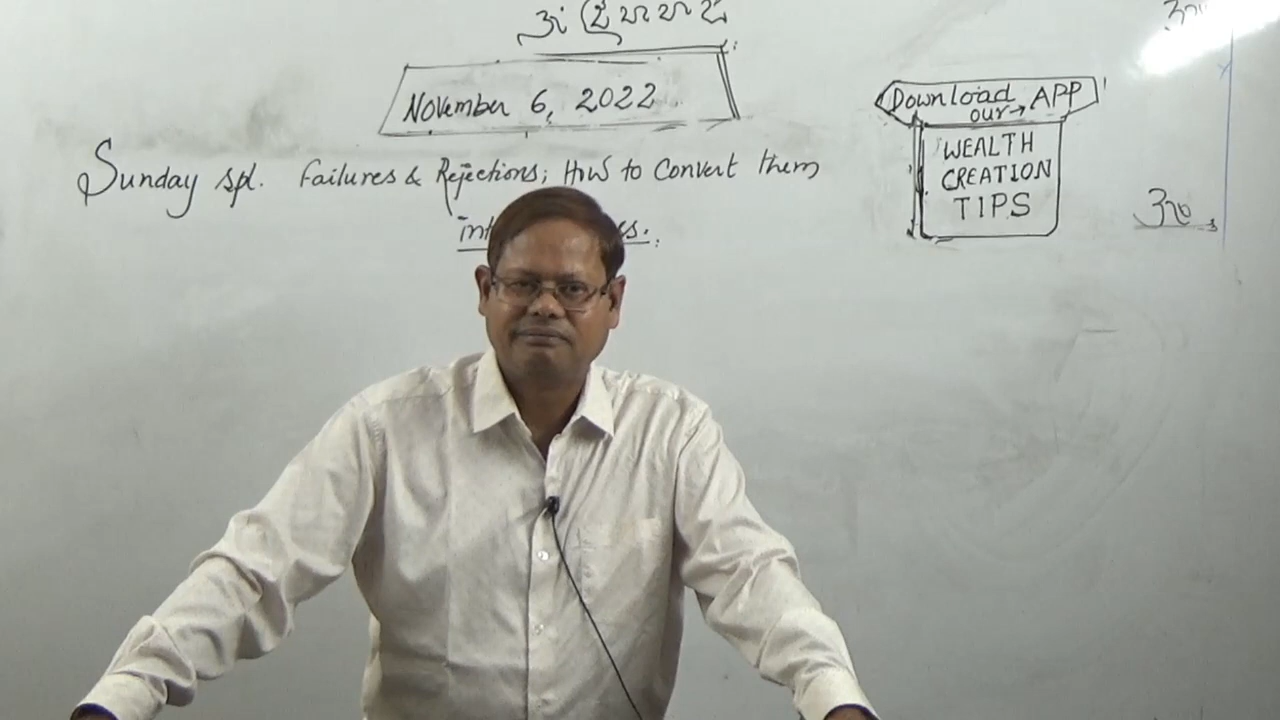 November 6, 2022
Sunday spl. Failures & Rejections; How to Convert them
Download
our → APP
WEALTH
CREATION
TIPS